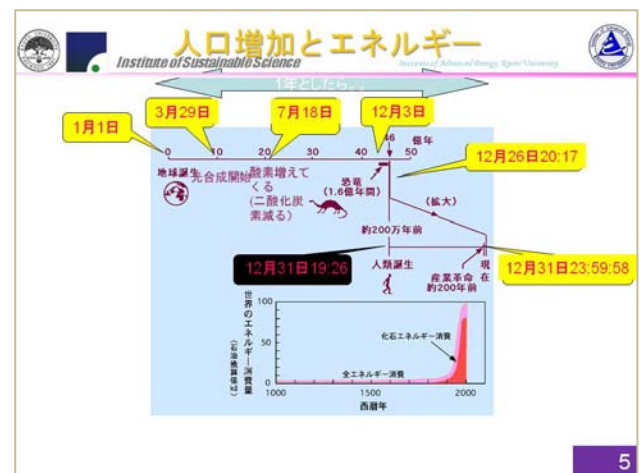 人口増加とエネルギー
Institute of Sustainable Science
Institute of Advanced Energy, Kyoto University
1年としたら。。
1月1日
3月29日
7月18日
12月3日
46
億年
0
10
20
30
40
50
12月26日20:17
地球誕生
光合成開始
酸素増えて
くる
(二酸化炭
素減る)
恐竜
(1.6億年間)
(拡大)
約200万年前
12月31日19:26
人類誕生
産業革命
約200年前
現在
12月31日23:59:58
世界のエネルギー消費量
(石油換算億kℓ)
100
50
0
化石エネルギー消費
全エネルギー消費
1000
1500
2000
西暦年
5